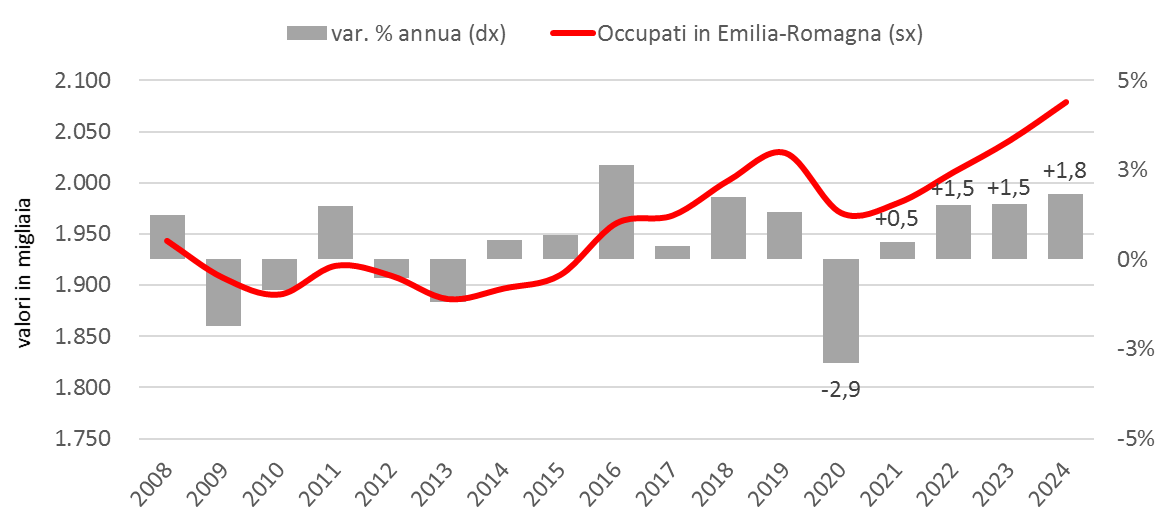 var. % annua (dx) Occupati in Emilia-Romagna (sx)
valori in migliaia
2.100 5%
2.050
2.000 3%
1.950
1.900 0%
1.850
1.800 -3%
1.750 -5%
-2,9 +0,5 +1,5 +1,5 +1,8
2008 2009 2010 2011 2012 2013 2014 2015 2016 2017 2018 2019 2020 2021 2022 2023 2024